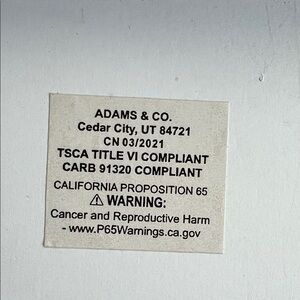 ADAMS & CO.
Cedar City, UT 84721
CN 03/2021
TSCA TITLE VI COMPLIANT
CARB 91320 COMPLIANT
CALIFORNIA PROPOSITION 65
⚠ WARNING:
Cancer and Reproductive Harm
- www.P65Warnings.ca.gov